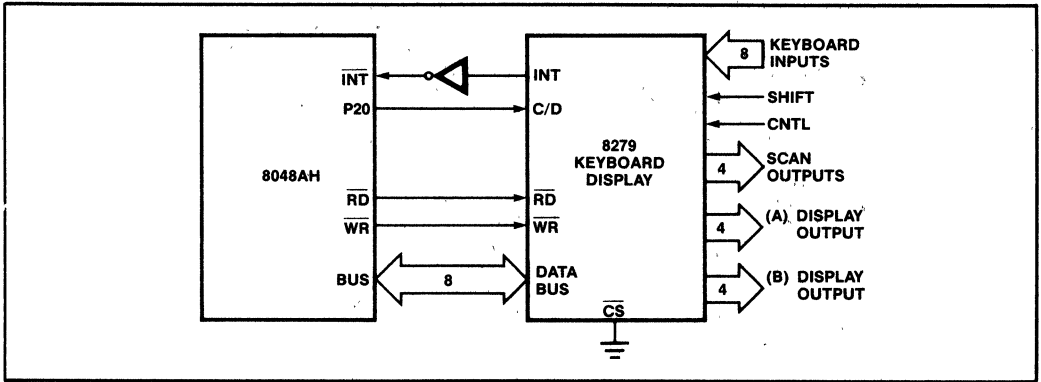 INT
P20
8048AH
RD
WR
BUS
8
INT
C/D
8279
KEYBOARD
DISPLAY
RD
WR
DATA
BUS
CS
8
KEYBOARD
INPUTS
SHIFT
CNTL
4
SCAN
OUTPUTS
4
(A) DISPLAY
OUTPUT
4
(B) DISPLAY
OUTPUT